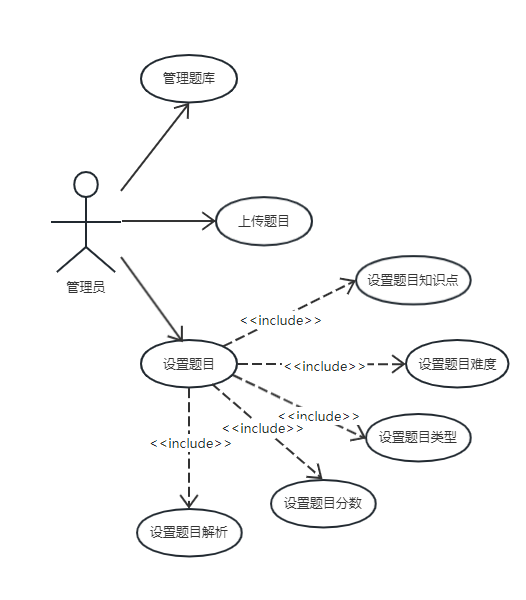 管理题库
上传题目
管理员
设置题目知识点
<<include>>
设置题目
<<include>>
设置题目难度
<<include>>
<<include>>
设置题目类型
<<include>>
设置题目分数
设置题目解析